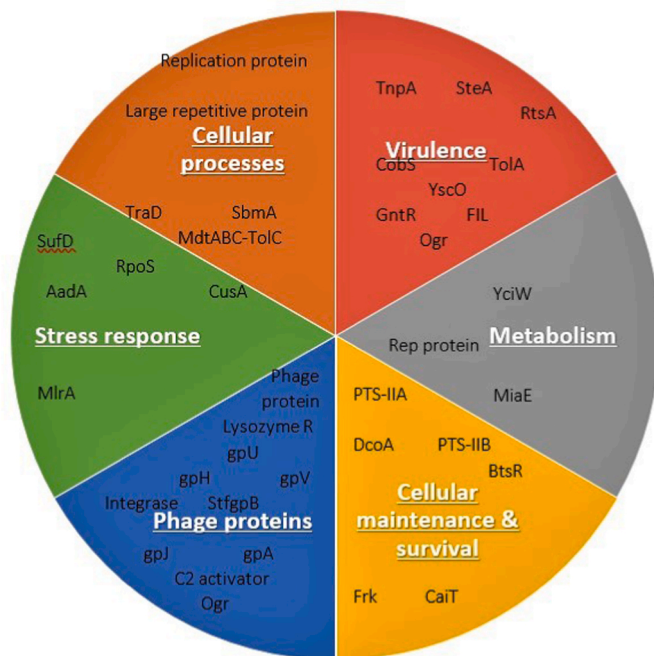 Replication protein
Large repetitive protein
Cellular
processes
TraD SbmA
MdtABC-TolC
TnpA SteA
RtsA
Virulence
CobS TolA
YscO
GntR FIL
Ogr
YciW
Rep protein
Metabolism
MiaE
PTS-IIA
DcoA PTS-IIB
BtsR
Cellular
maintenance &
survival
Frk CaiT
Phage
protein
Lysozyme R
gpU
gpH gpV
Integrase StfgpB
Phage proteins
gpJ gpA
C2 activator
Ogr
SufD
RpoS
AadA CusA
Stress response
MlrA